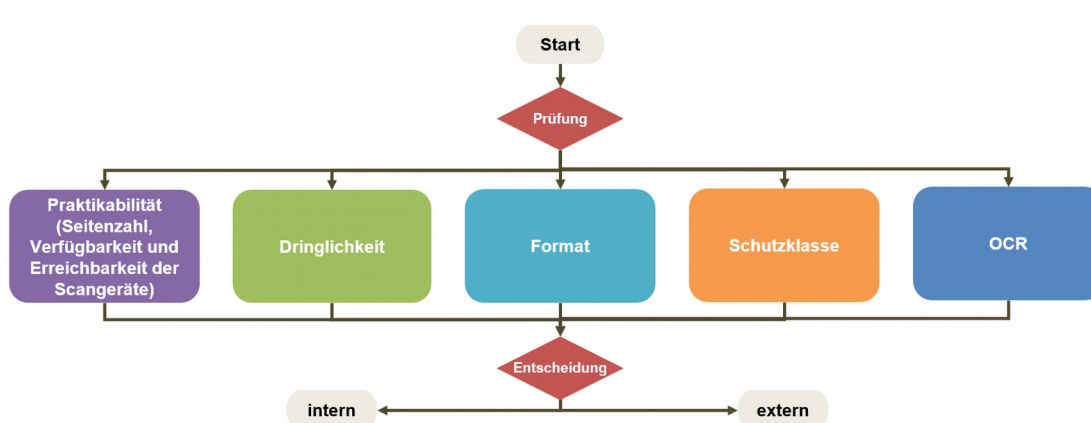 Start
Prüfung
Praktikabilität
(Seitenzahl,
Verfügbarkeit und
Erreichbarkeit der
Scangeräte)
Dringlichkeit
Format
Schutzklasse
OCR
Entscheidung
intern
extern